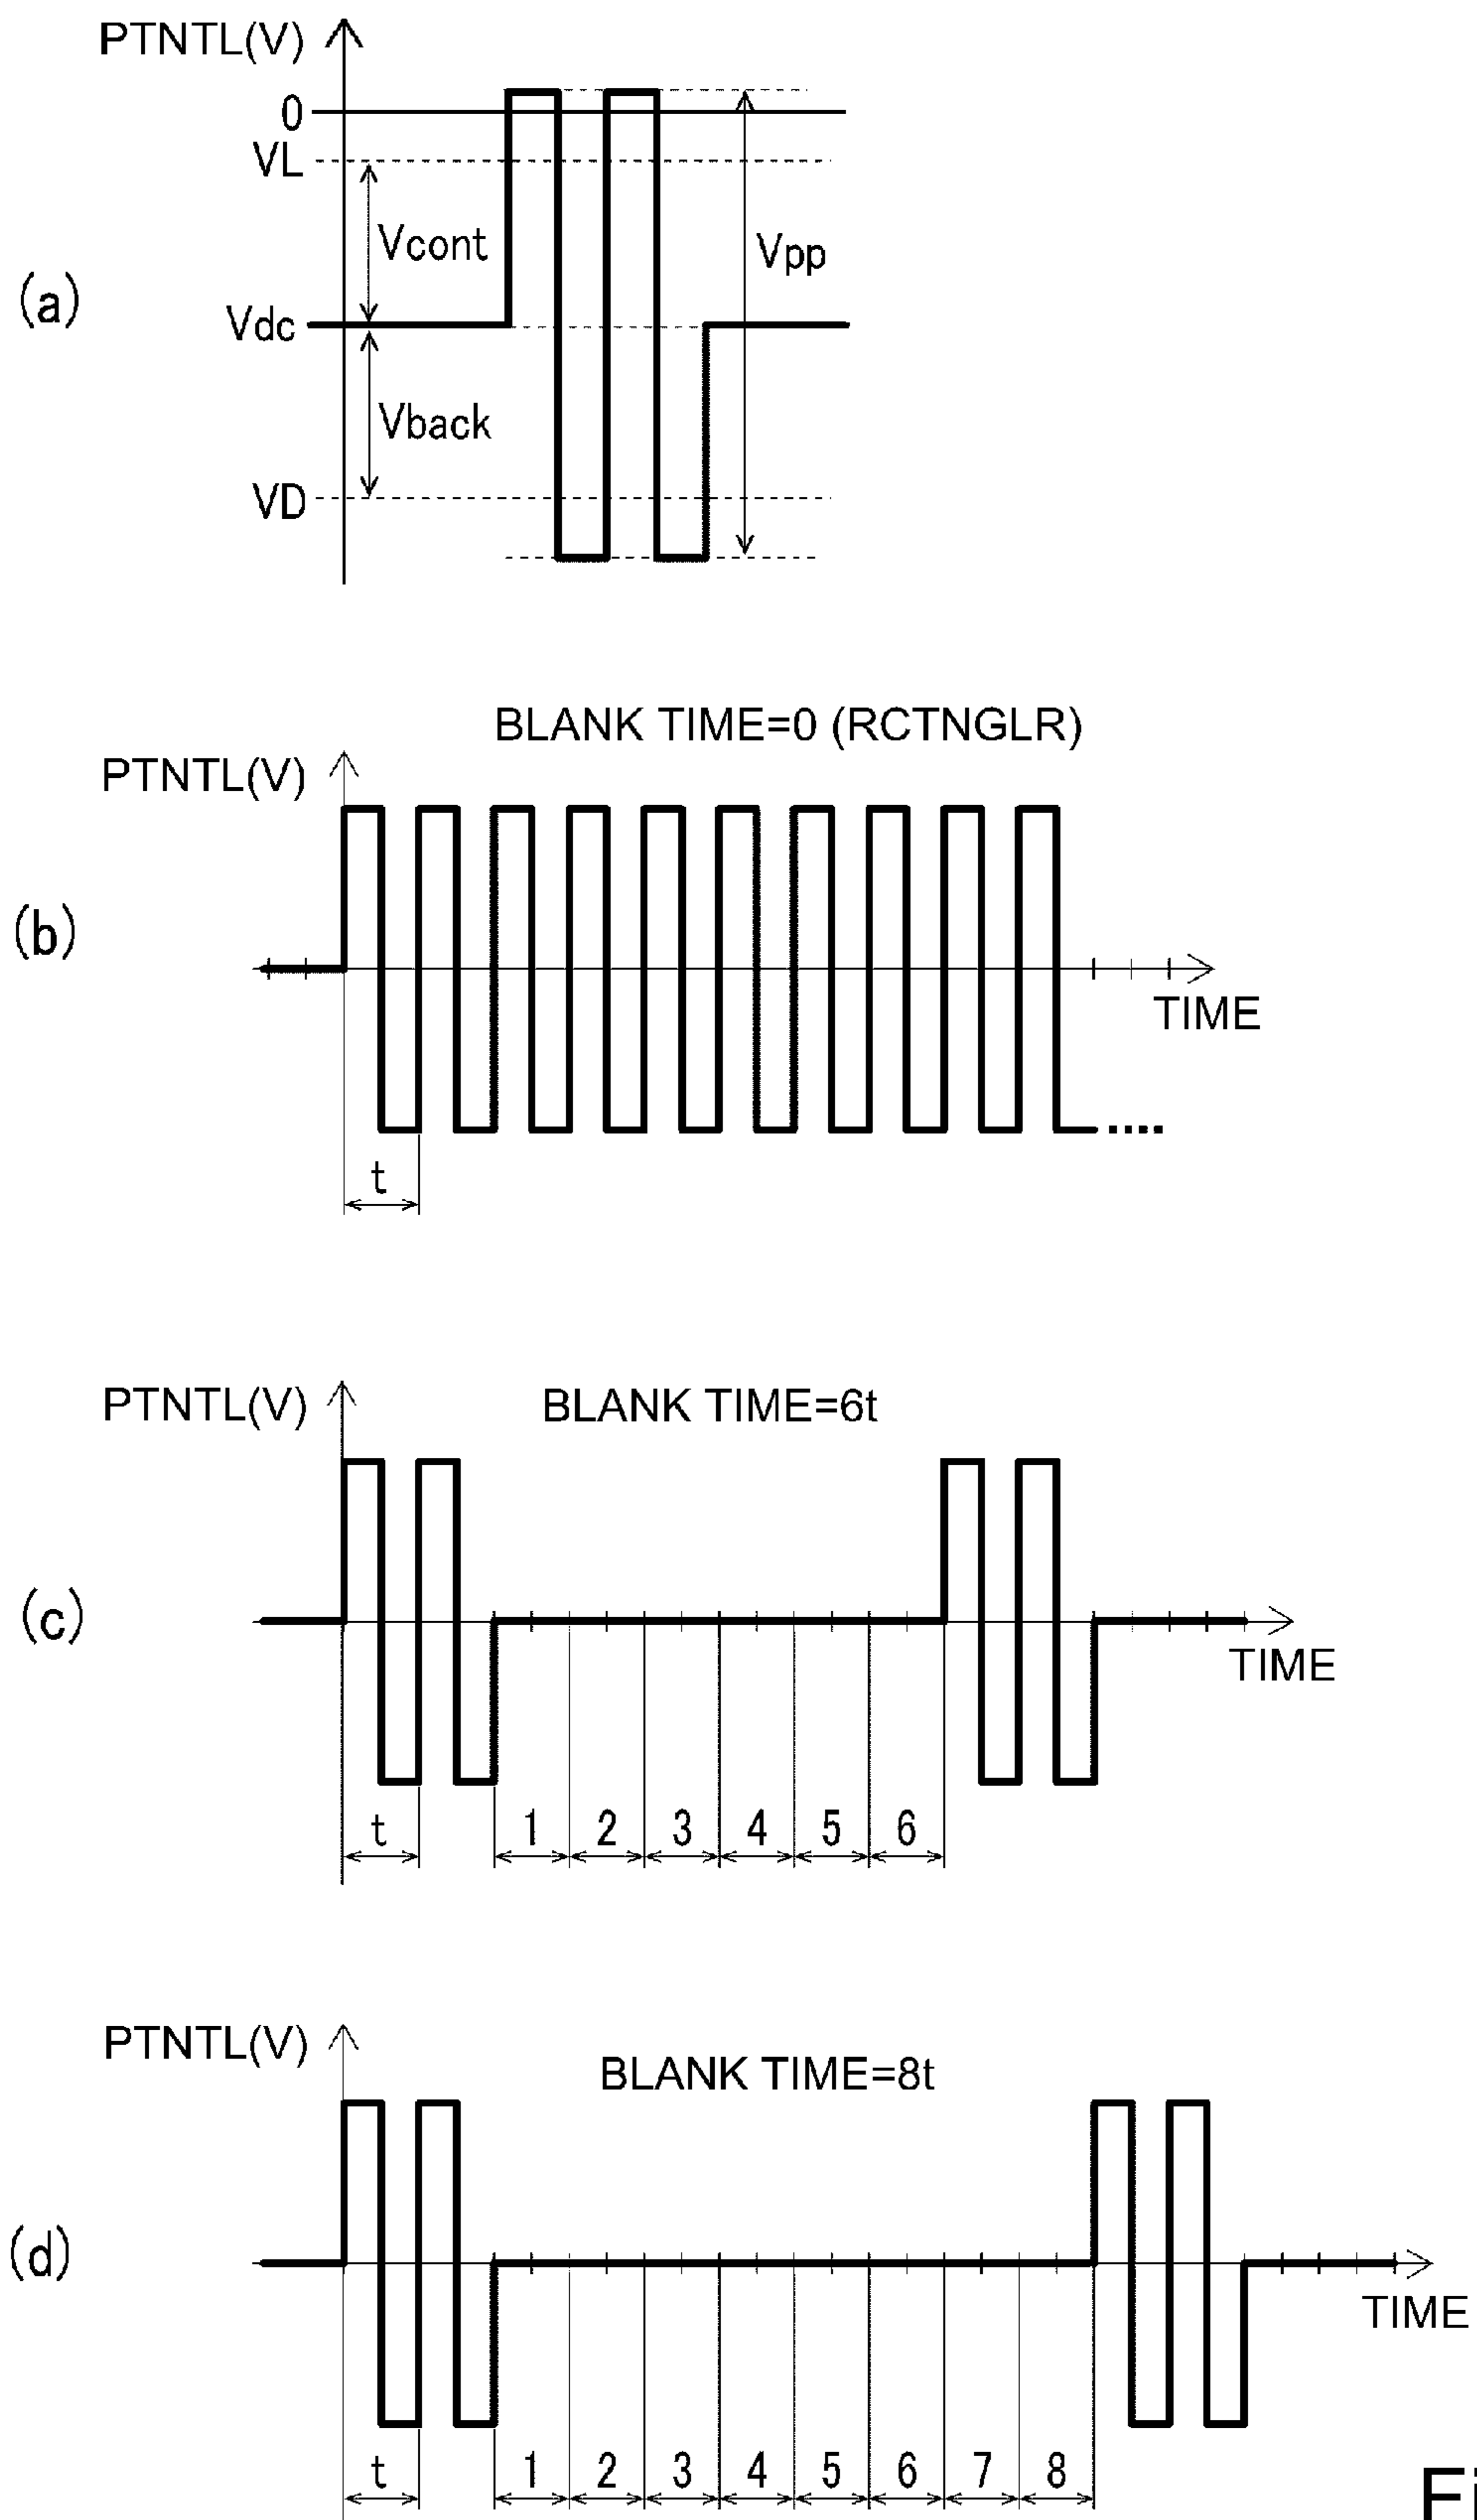 PTNTL(V)
0
VL
Vcont
Vpp
(a)
Vdc
Vback
VD
BLANK TIME=0 (RCTNGLR)
PTNTL(V)
(b)
TIME
t
PTNTL(V)
BLANK TIME=6t
(c)
TIME
t 1 2 3 4 5 6
PTNTL(V)
BLANK TIME=8t
(d)
TIME
t 1 2 3 4 5 6 7 8